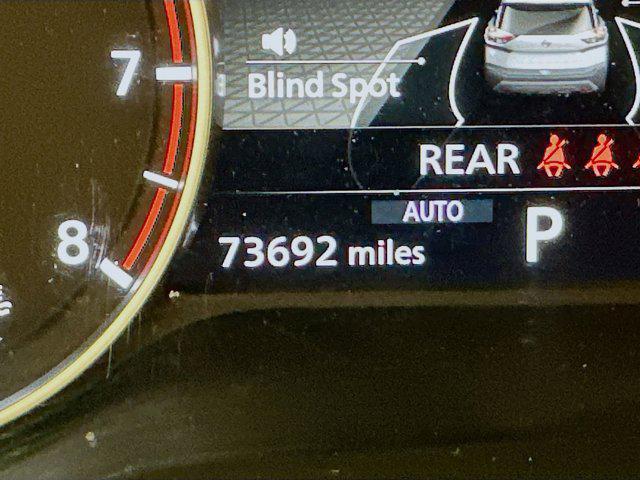 7
Blind Spot
REAR
AUTO
8
73692 miles
P